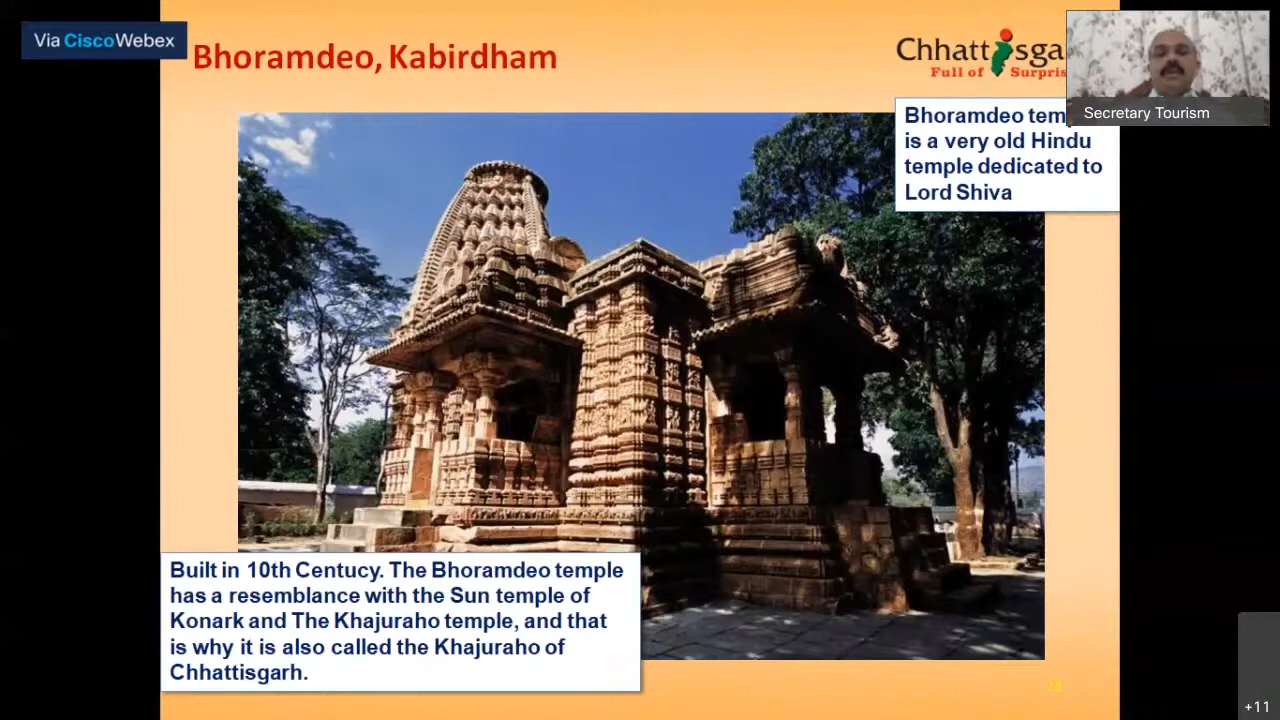 Via CiscoWebex
Bhoramdeo, Kabirdham
Chhattisga
Full of Surpris
Secretary Tourism
Bhoramdeo
is a very old Hindu
temple dedicated to
Lord Shiva
Built in 10th Centucy. The Bhoramdeo temple
has a resemblance with the Sun temple of
Konark and The Khajuraho temple, and that
is why it is also called the Khajuraho of
Chhattisgarh.
+11